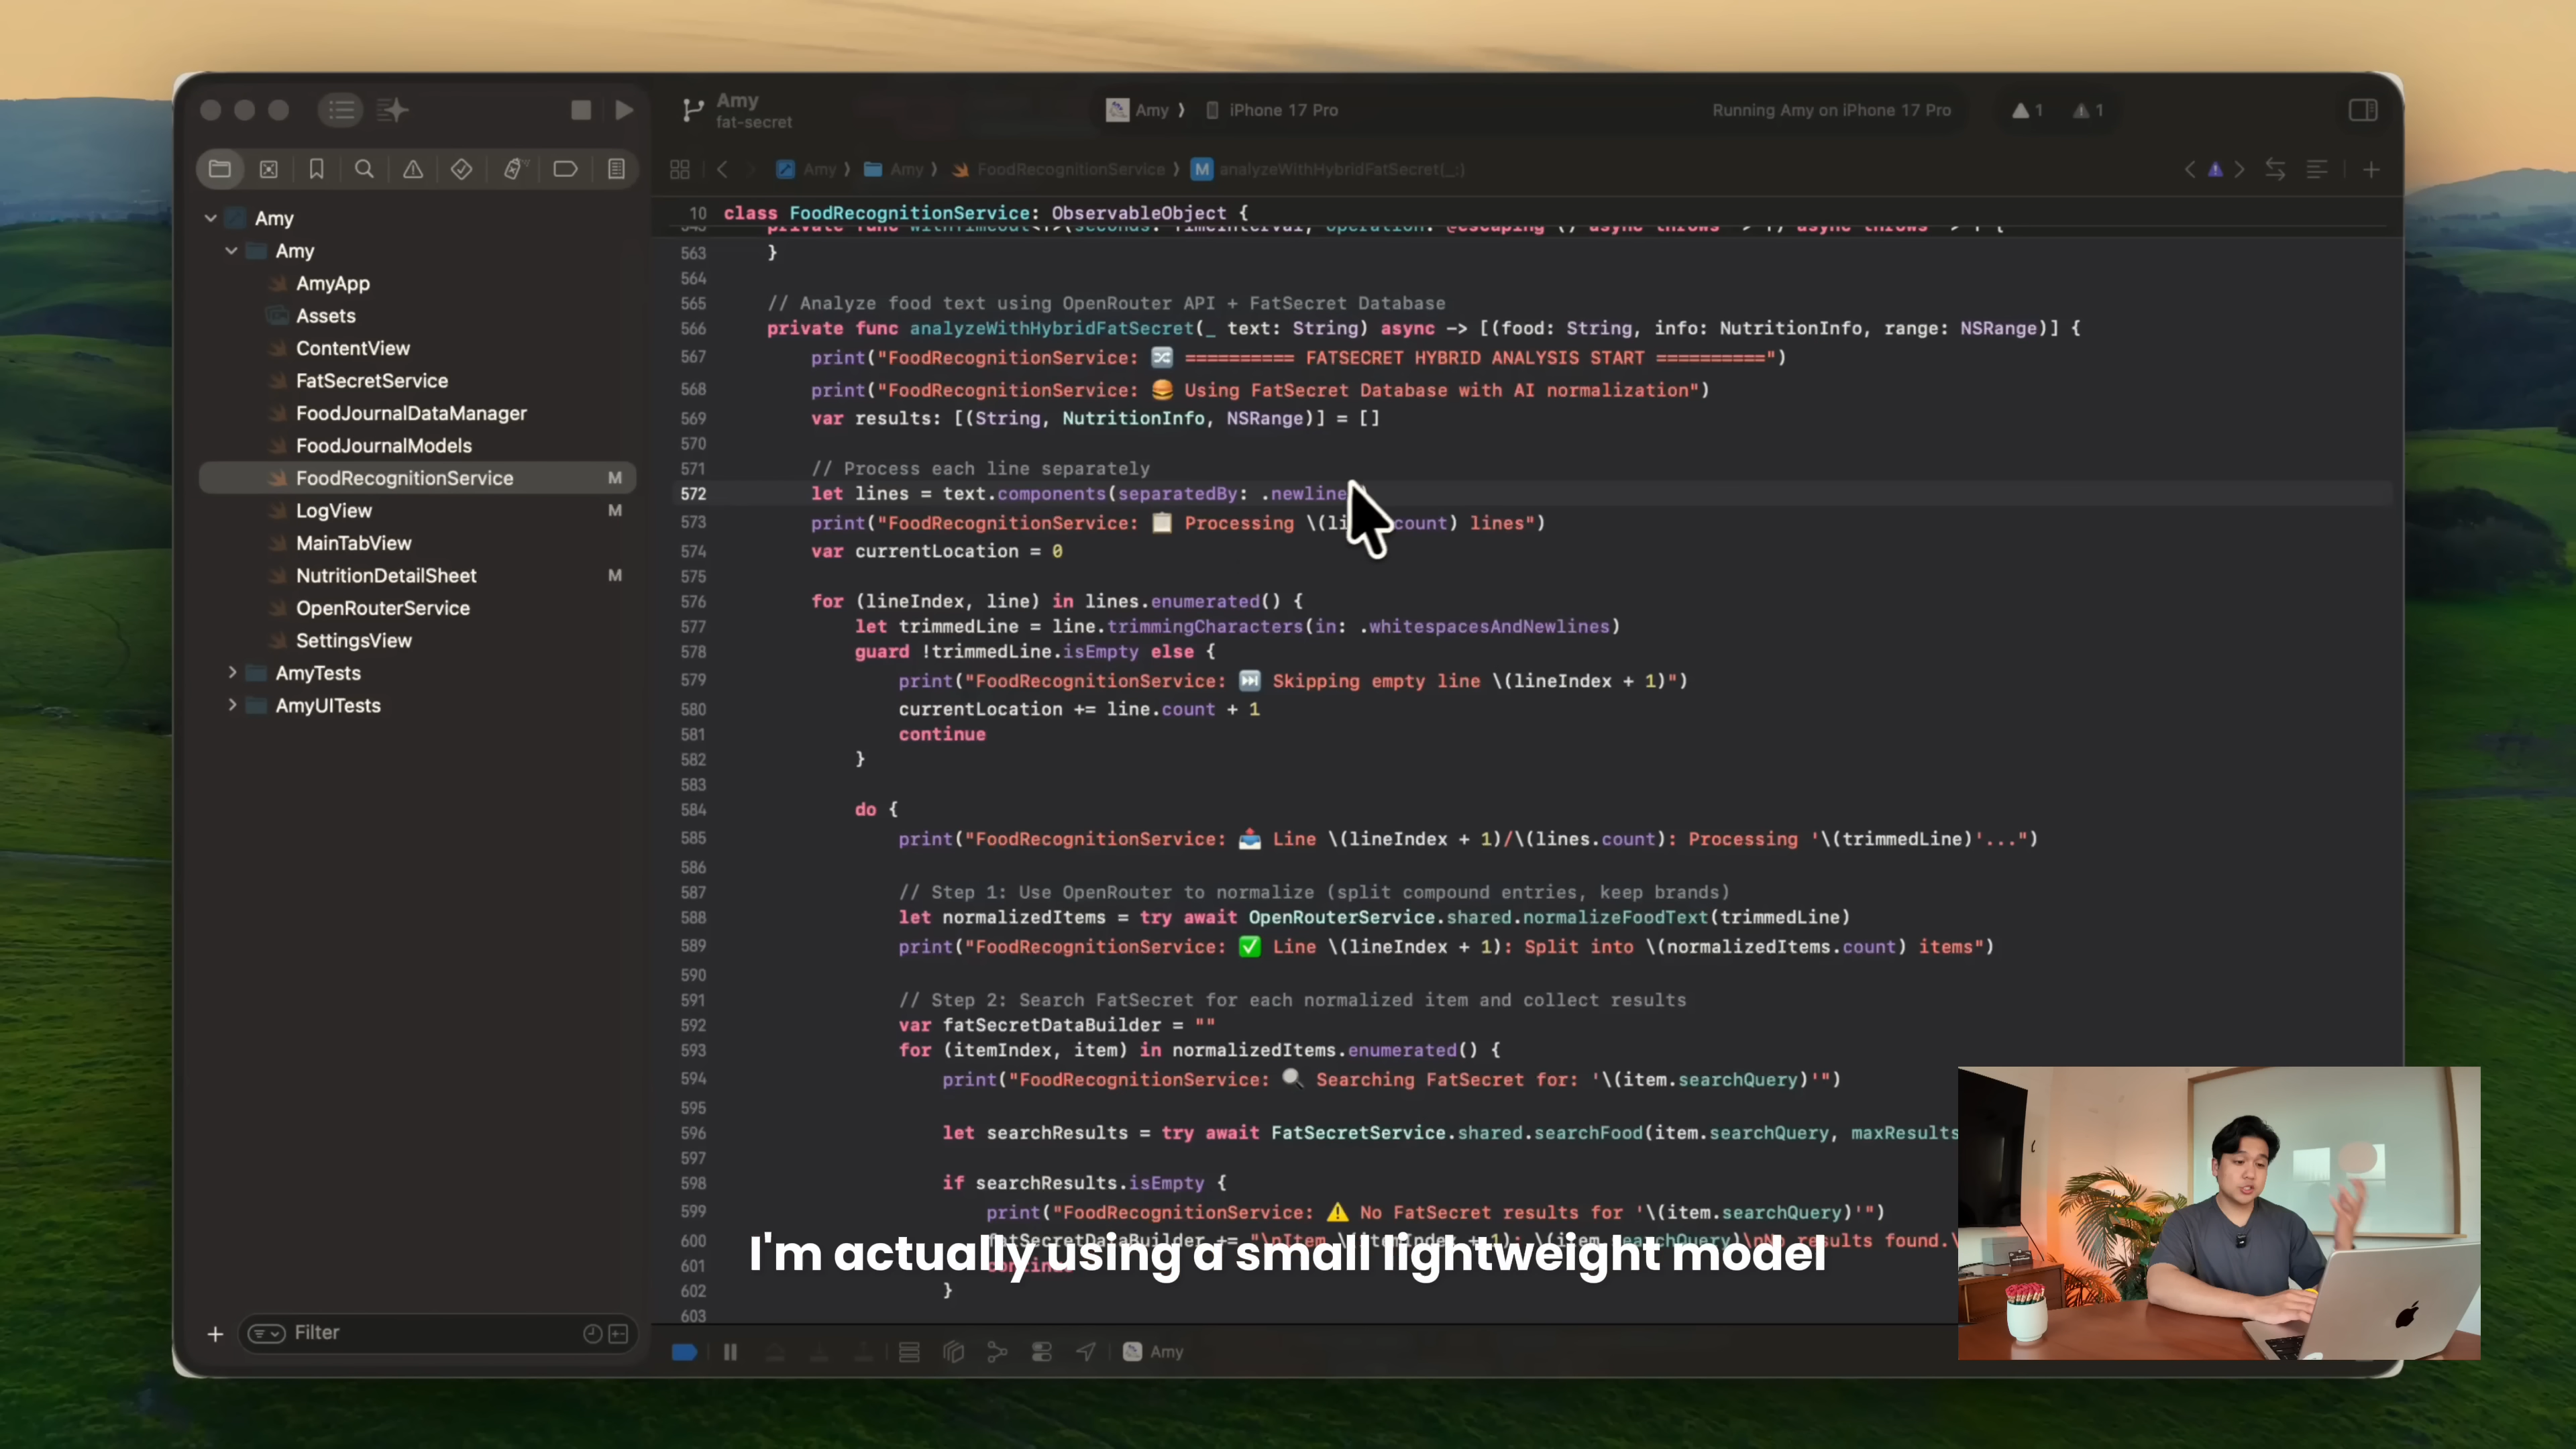 Amy
fat-secret
Amy
iPhone 17 Pro
Running Amy on iPhone 17 Pro
1
1
Amy
Amy
FoodRecognitionService
M
analyzeWithHybridFatSecret(_:)
Amy
Amy
AmyApp
Assets
ContentView
FatSecretService
FoodJournalDataManager
FoodJournalModels
FoodRecognitionService M
LogView M
MainTabView
NutritionDetailSheet M
OpenRouterService
SettingsView
AmyTests
AmyUITests
Filter
10 class FoodRecognitionService: ObservableObject {
563 }
564
565 // Analyze food text using OpenRouter API + FatSecret Database
566 private func analyzeWithHybridFatSecret(_ text: String) async -> [(food: String, info: NutritionInfo, range: NSRange)] {
567 print("FoodRecognitionService: 🔀 ========== FATSECRET HYBRID ANALYSIS START ==========")
568 print("FoodRecognitionService: 🍔 Using FatSecret Database with AI normalization")
569 var results: [(String, NutritionInfo, NSRange)] = []
570
571 // Process each line separately
572 let lines = text.components(separatedBy: .newline
573 print("FoodRecognitionService: 📋 Processing \(li count) lines")
574 var currentLocation = 0
575
576 for (lineIndex, line) in lines.enumerated() {
577 let trimmedLine = line.trimmingCharacters(in: .whitespacesAndNewlines)
578 guard !trimmedLine.isEmpty else {
579 print("FoodRecognitionService: ⏭️ Skipping empty line \(lineIndex + 1)")
580 currentLocation += line.count + 1
581 continue
582 }
583
584 do {
585 print("FoodRecognitionService: 📤 Line \(lineIndex + 1)/\(lines.count): Processing '\(trimmedLine)'...")
586
587 // Step 1: Use OpenRouter to normalize (split compound entries, keep brands)
588 let normalizedItems = try await OpenRouterService.shared.normalizeFoodText(trimmedLine)
589 print("FoodRecognitionService: ✅ Line \(lineIndex + 1): Split into \(normalizedItems.count) items")
590
591 // Step 2: Search FatSecret for each normalized item and collect results
592 var fatSecretDataBuilder = ""
593 for (itemIndex, item) in normalizedItems.enumerated() {
594 print("FoodRecognitionService: 🔍 Searching FatSecret for: '\(item.searchQuery)'")
595
596 let searchResults = try await FatSecretService.shared.searchFood(item.searchQuery, maxResults
597
598 if searchResults.isEmpty {
599 print("FoodRecognitionService: ⚠️ No FatSecret results for '\(item.searchQuery)'")
600 fatSecretDataBuilder += "\nItem \(itemIndex + 1): \(item.searchQuery)\nNo results found.\
601 continue
602 }
603
I'm actually using a small lightweight model
Amy